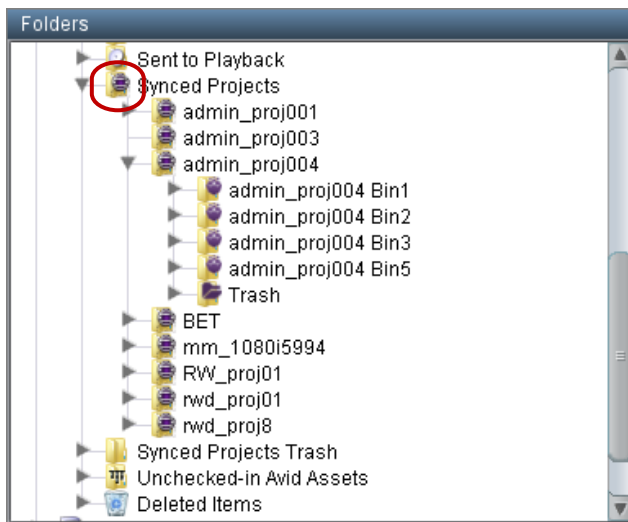 Folders
Sent to Playback
Synced Projects
admin_proj001
admin_proj003
admin_proj004
admin_proj004 Bin1
admin_proj004 Bin2
admin_proj004 Bin3
admin_proj004 Bin5
Trash
BET
mm_1080i5994
RW_proj01
rwd_proj01
rwd_proj8
Synced Projects Trash
Unchecked-in Avid Assets
Deleted Items